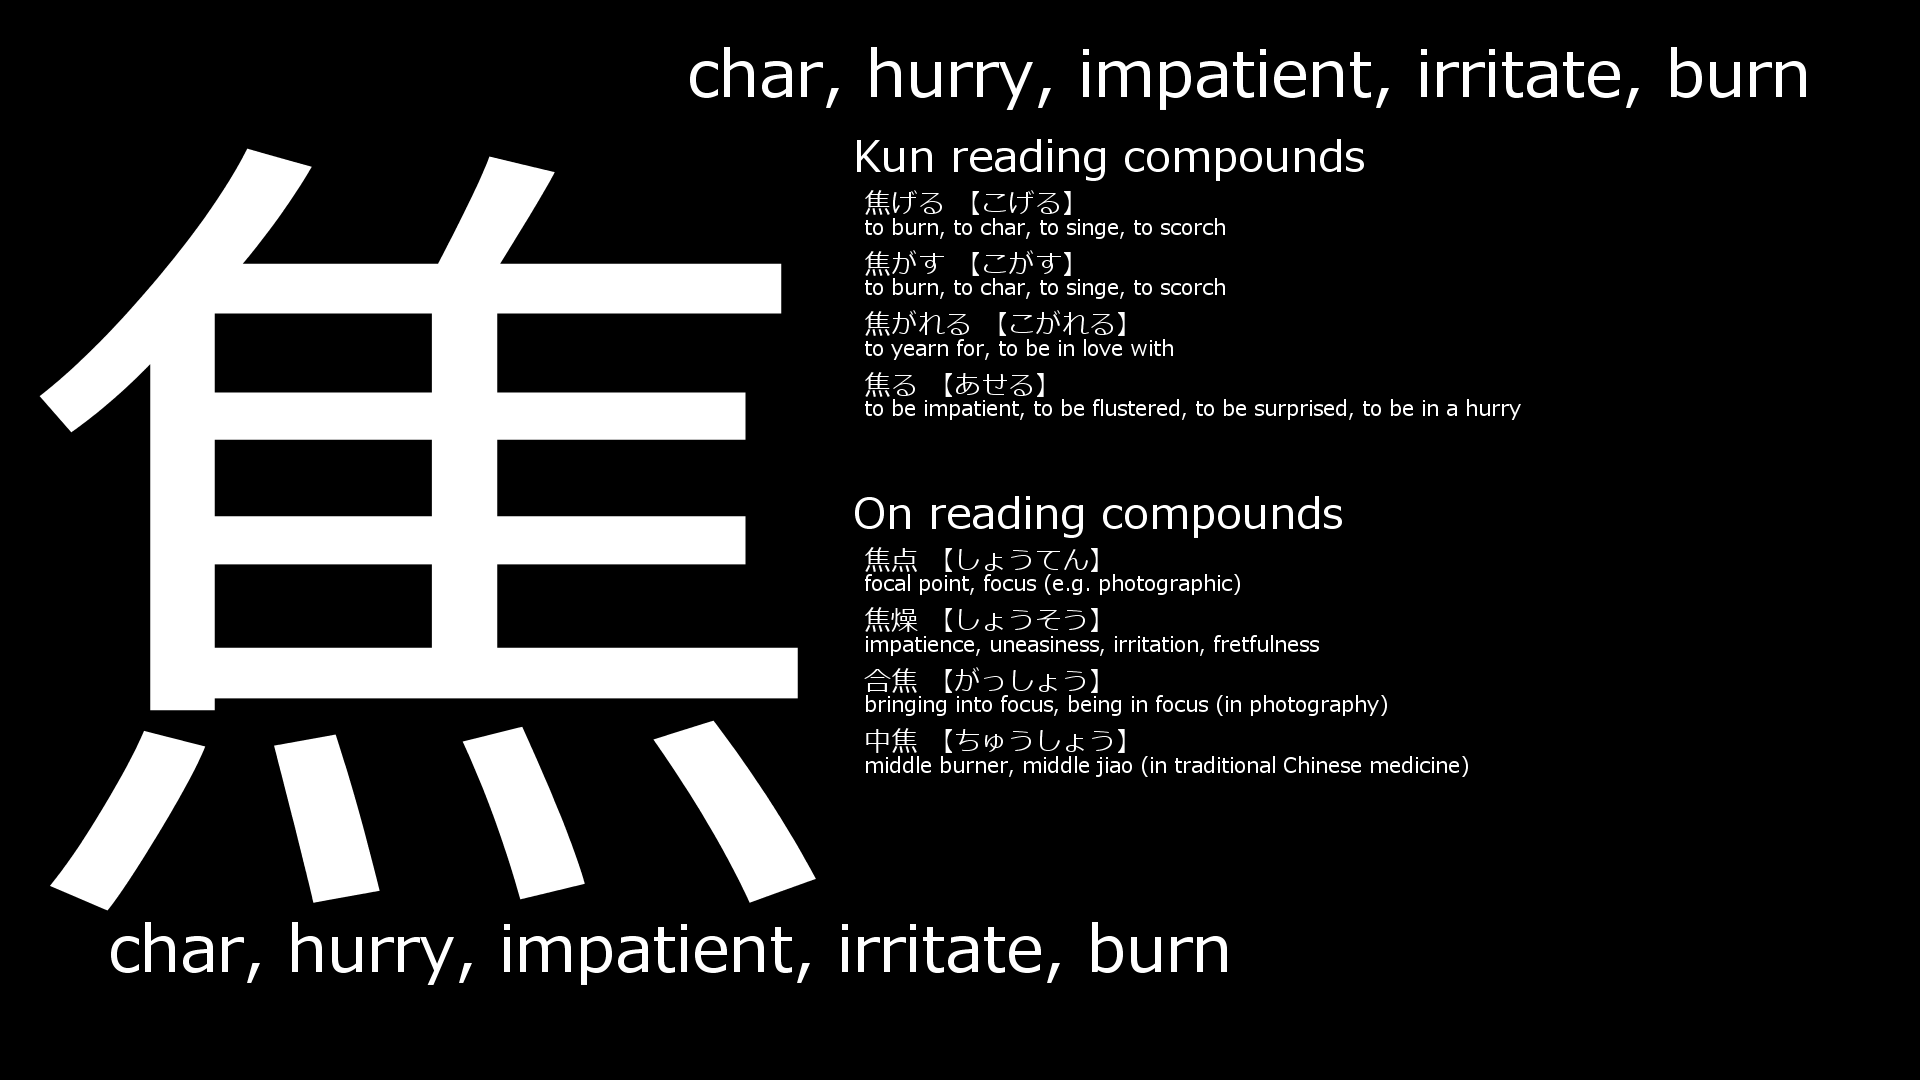 char, hurry, impatient, irritate, burn
焦
Kun reading compounds
焦げる 【こげる】
to burn, to char, to singe, to scorch
焦がす 【こがす】
to burn, to char, to singe, to scorch
焦がれる 【こがれる】
to yearn for, to be in love with
焦る 【あせる】
to be impatient, to be flustered, to be surprised, to be in a hurry
On reading compounds
焦点 【しょうてん】
focal point, focus (e.g. photographic)
焦燥 【しょうそう】
impatience, uneasiness, irritation, fretfulness
合焦 【がっしょう】
bringing into focus, being in focus (in photography)
中焦 【ちゅうしょう】
middle burner, middle jiao (in traditional Chinese medicine)
char, hurry, impatient, irritate, burn